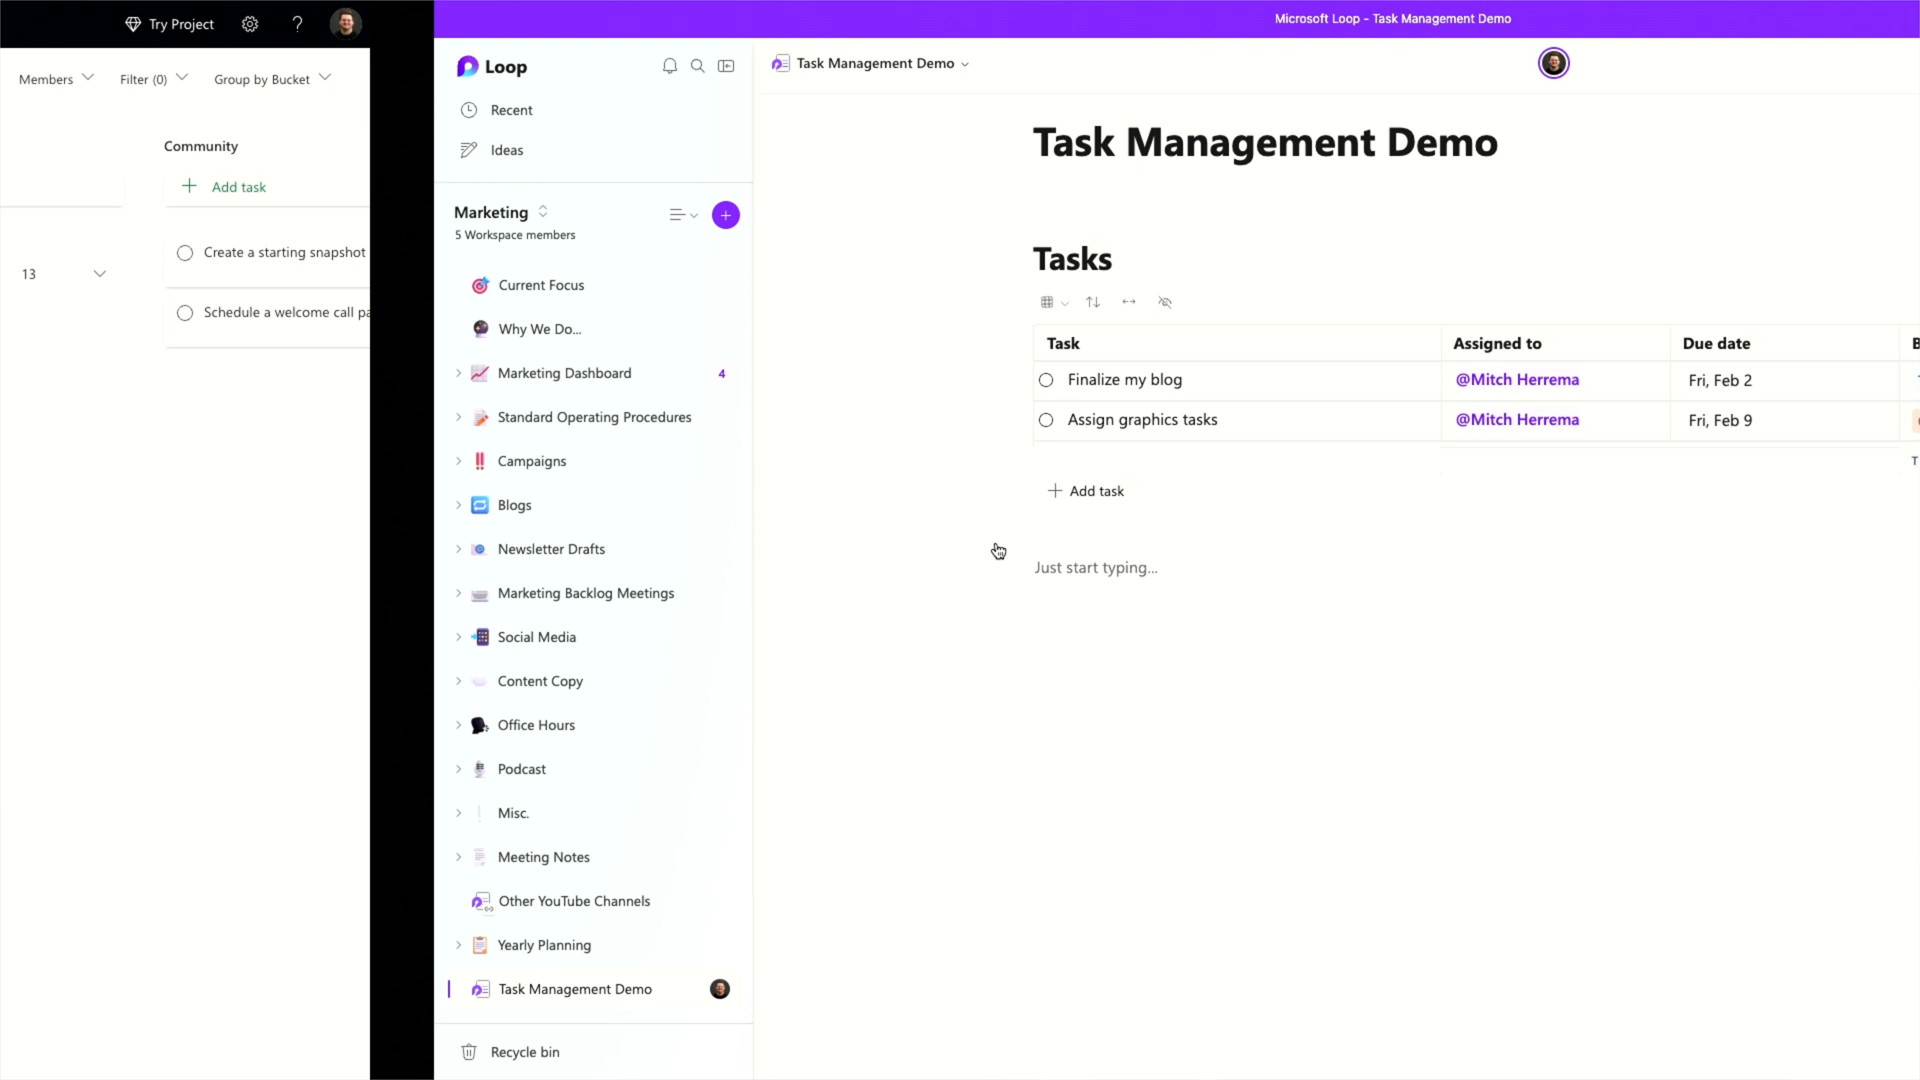 Try Project
Members
Filter (0)
Group by Bucket
Community
Add task
Create a starting snapshot
13
Schedule a welcome call pa
Microsoft Loop - Task Management Demo
Loop
Recent
Ideas
Marketing
5 Workspace members
Current Focus
Why We Do...
Marketing Dashboard 4
Standard Operating Procedures
Campaigns
Blogs
Newsletter Drafts
Marketing Backlog Meetings
Social Media
Content Copy
Office Hours
Podcast
Misc.
Meeting Notes
Other YouTube Channels
Yearly Planning
Task Management Demo
Recycle bin
Task Management Demo
Task Management Demo
Tasks
Task Assigned to Due date B
Finalize my blog @Mitch Herrema Fri, Feb 2
Assign graphics tasks @Mitch Herrema Fri, Feb 9
T
Add task
Just start typing...